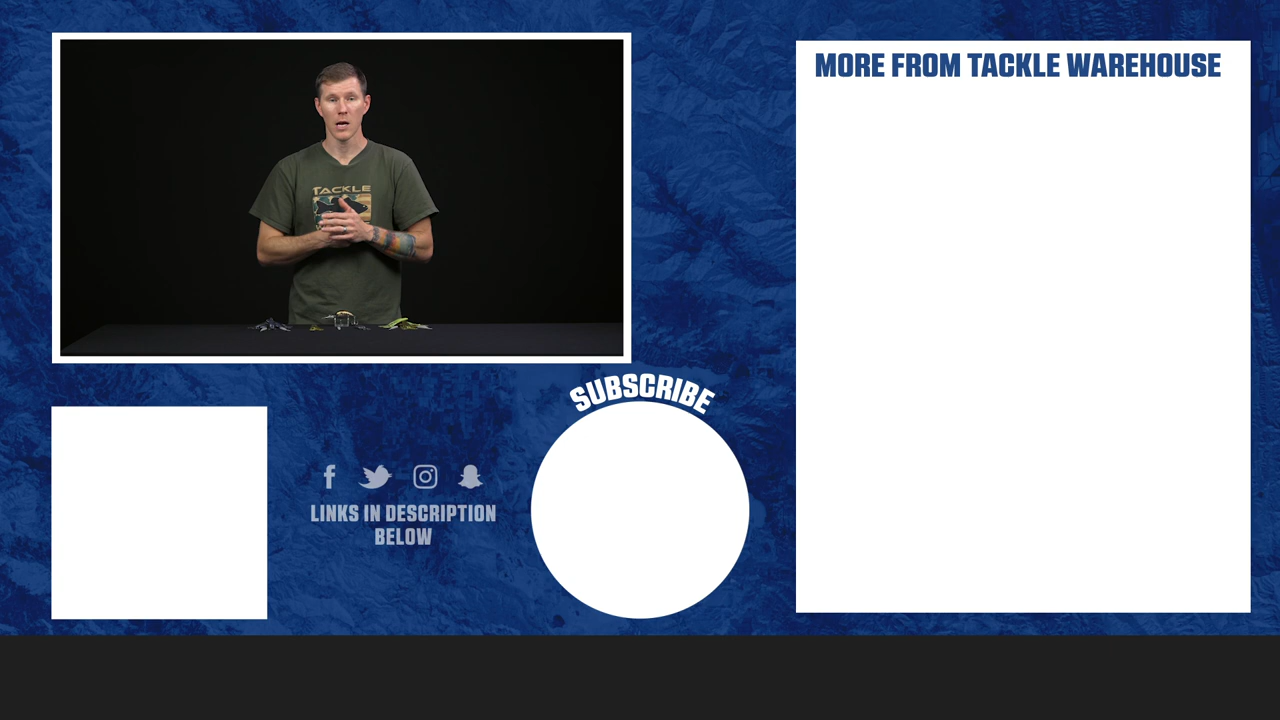 MORE FROM TACKLE WAREHOUSE
TACKLE
SUBSCRIBE
LINKS IN DESCRIPTION
BELOW